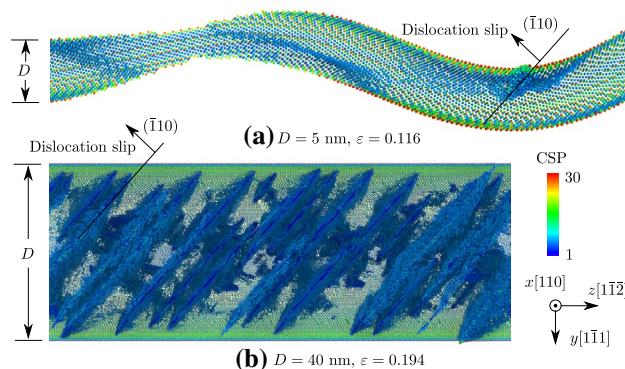 Dislocation slip
(1̄10)
D
(a) D = 5 nm, ε = 0.116
(1̄10)
Dislocation slip
CSP
30
1
D
x[110]
z[11̄2̄]
y[11̄1]
(b) D = 40 nm, ε = 0.194